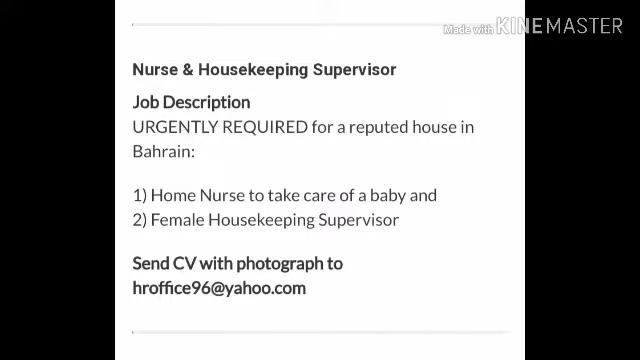 Made with KINEMASTER
Nurse & Housekeeping Supervisor
Job Description
URGENTLY REQUIRED for a reputed house in
Bahrain:
1) Home Nurse to take care of a baby and
2) Female Housekeeping Supervisor
Send CV with photograph to
hroffice96@yahoo.com